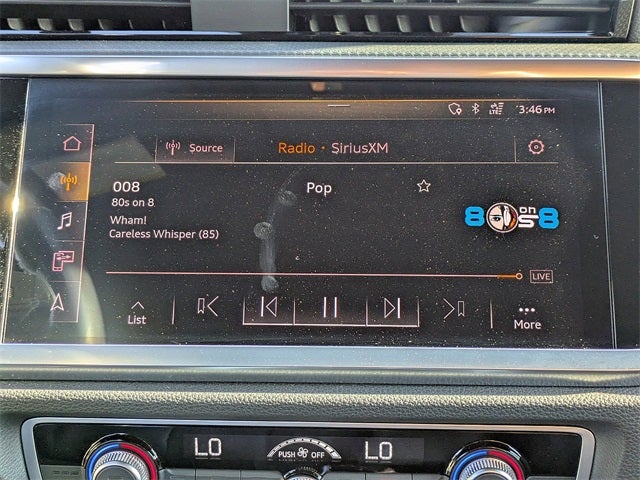 LTE 3:46 PM
Source
Radio · SiriusXM
008
Pop
80s on 8
Wham!
Careless Whisper (85)
80s on 8
LIVE
List
More
LO
PUSH OFF
LO